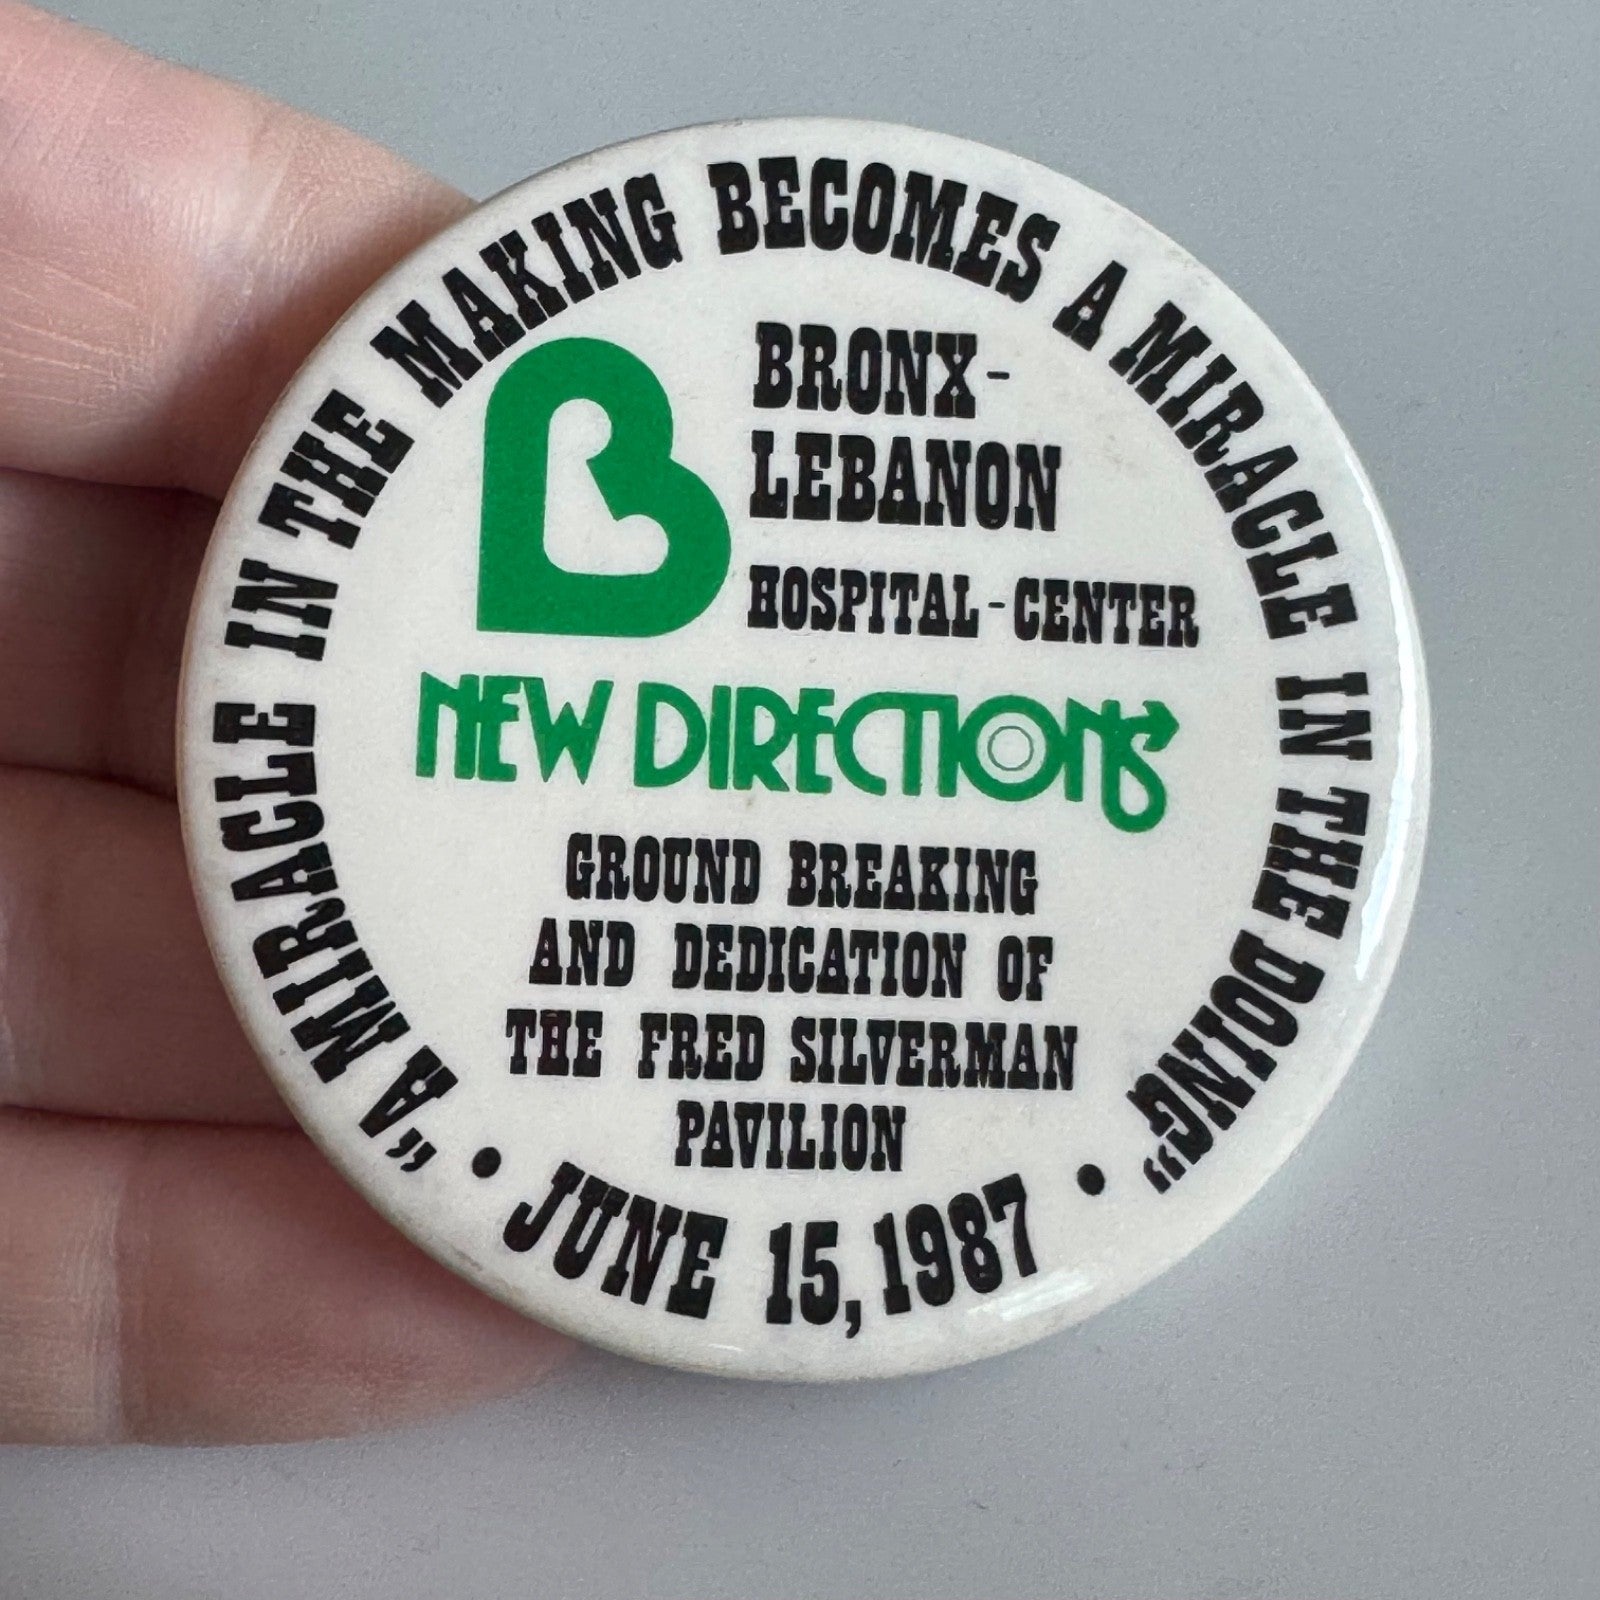 "A MIRACLE IN THE MAKING BECOMES A MIRACLE IN THE DOING"
B
BRONX-
LEBANON
HOSPITAL-CENTER
NEW DIRECTIONS
GROUND BREAKING
AND DEDICATION OF
THE FRED SILVERMAN
PAVILION
• JUNE 15, 1987 •